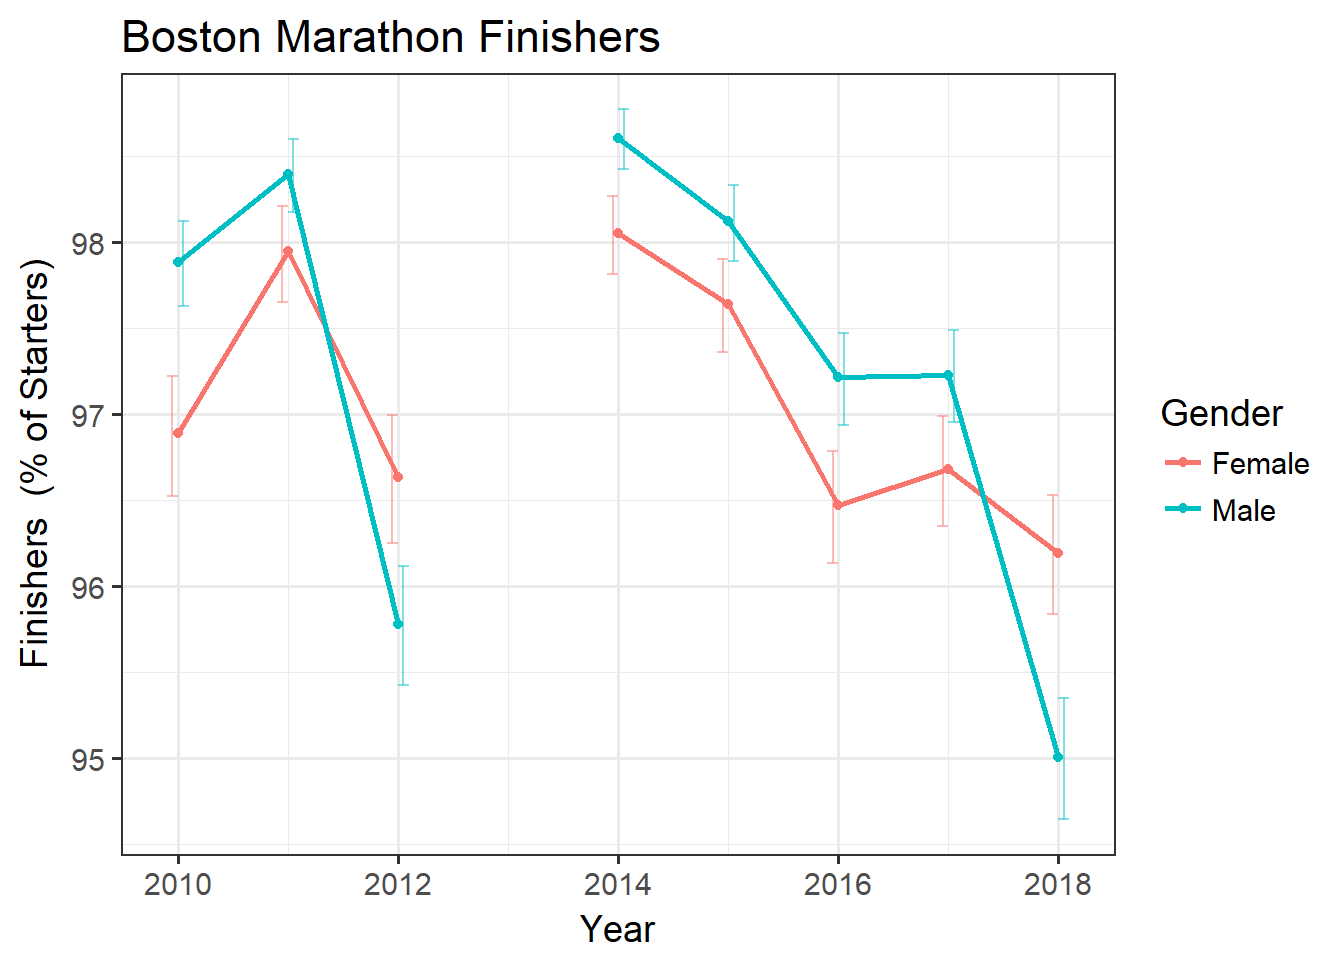 Boston Marathon Finishers
Finishers (% of Starters)
98
97
96
95
2010
2012
2014
2016
2018
Year
Gender
Female
Male